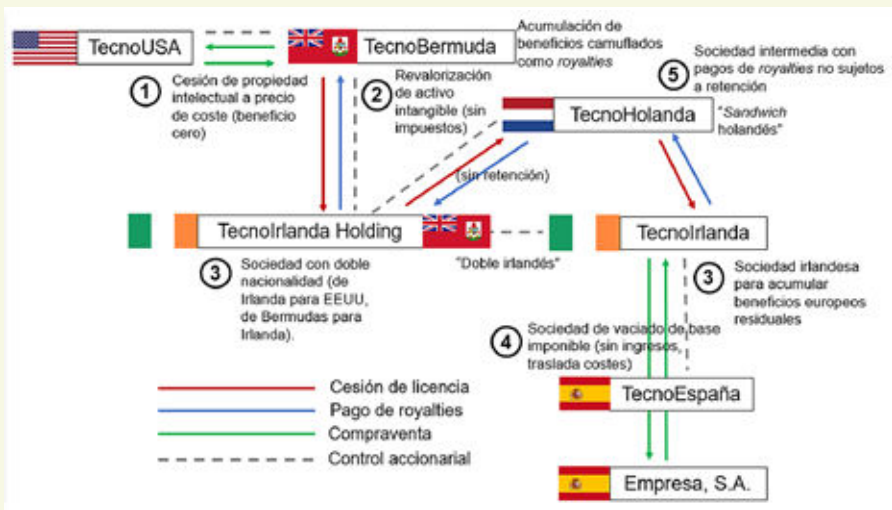 TecnoUSA
TecnoBermuda
Acumulación de
beneficios camuflados
como royalties
1
Cesión de propiedad
intelectual a precio
de coste (beneficio
cero)
2
Revalorización
de activo
intangible (sin
impuestos)
5
Sociedad intermedia con
pagos de royalties no sujetos
a retención
TecnoHolanda
"Sandwich
holandés"
(sin retención)
TecnoIrlanda Holding
"Doble irlandés"
TecnoIrlanda
3
Sociedad con doble
nacionalidad (de
Irlanda para EEUU,
de Bermudas para
Irlanda).
3
Sociedad irlandesa
para acumular
beneficios europeos
residuales
4
Sociedad de vaciado de base
imponible (sin ingresos,
traslada costes)
TecnoEspaña
Empresa, S.A.
Cesión de licencia
Pago de royalties
Compraventa
Control accionarial